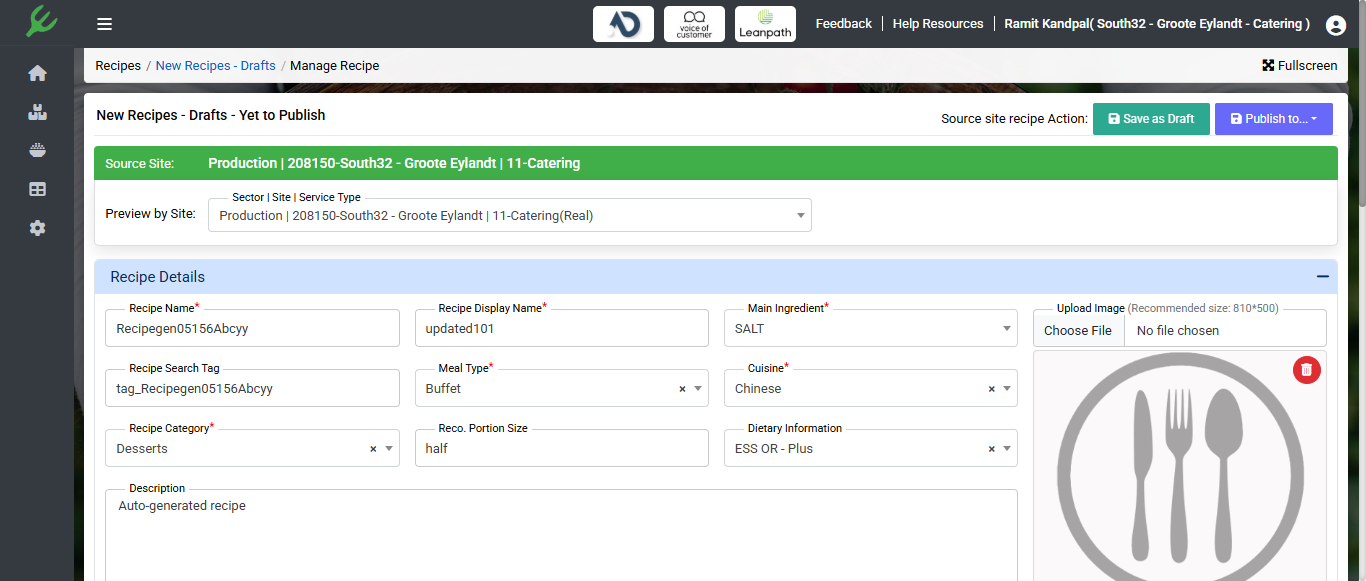 voice of customer
Leanpath
Feedback
Help Resources
Ramit Kandpal( South32 - Groote Eylandt - Catering )
Recipes / New Recipes - Drafts / Manage Recipe
Fullscreen
New Recipes - Drafts - Yet to Publish
Source site recipe Action:
Save as Draft
Publish to...
Source Site:
Production | 208150-South32 - Groote Eylandt | 11-Catering
Preview by Site:
Sector | Site | Service Type
Production | 208150-South32 - Groote Eylandt | 11-Catering(Real)
Recipe Details
Recipe Name*
Recipegen05156Abcyy
Recipe Display Name*
updated101
Main Ingredient*
SALT
Upload Image (Recommended size: 810*500)
Choose File
No file chosen
Recipe Search Tag
tag_Recipegen05156Abcyy
Meal Type*
Buffet
×
Cuisine*
Chinese
×
Recipe Category*
Desserts
×
Reco. Portion Size
half
Dietary Information
ESS OR - Plus
×
Description
Auto-generated recipe